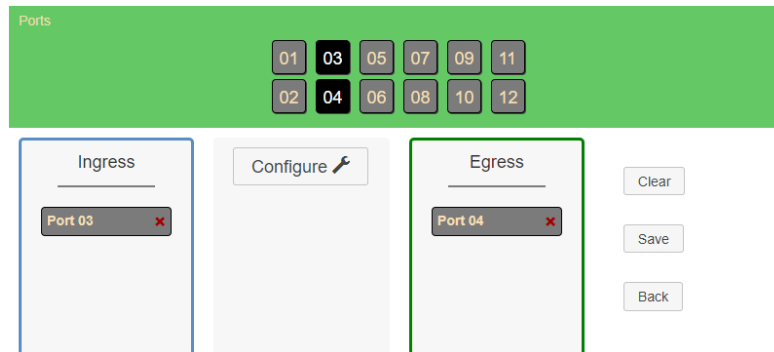 Ports
01 03 05 07 09 11
02 04 06 08 10 12
Ingress
Configure
Egress
Port 03
Port 04
Clear
Save
Back